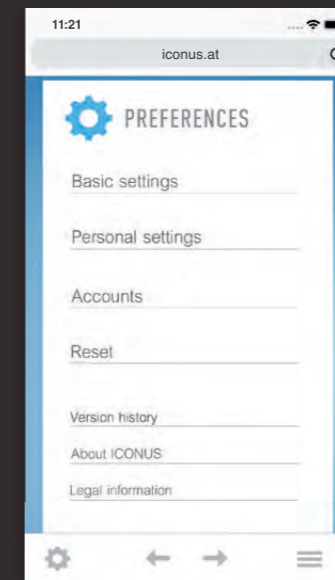 11:21
iconus.at
PREFERENCES
Basic settings
Personal settings
Accounts
Reset
Version history
About ICONUS
Legal information